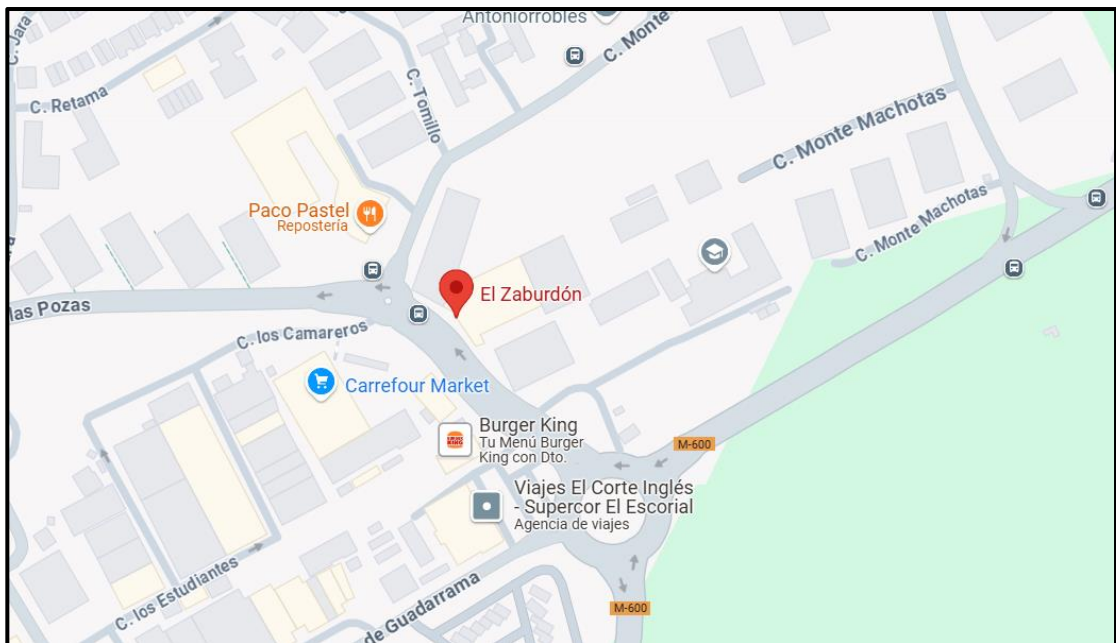 Antoniorrobles
C. Jara
C. Monte
C. Retama
C. Tomillo
C. Monte Machotas
Paco Pastel
Repostería
C. Monte Machotas
El Zaburdón
las Pozas
C. los Camareros
Carrefour Market
Burger King
Tu Menú Burger
King con Dto.
BURGER
KING
M-600
Viajes El Corte Inglés
- Supercor El Escorial
Agencia de viajes
C. los Estudiantes
de Guadarrama
M-600